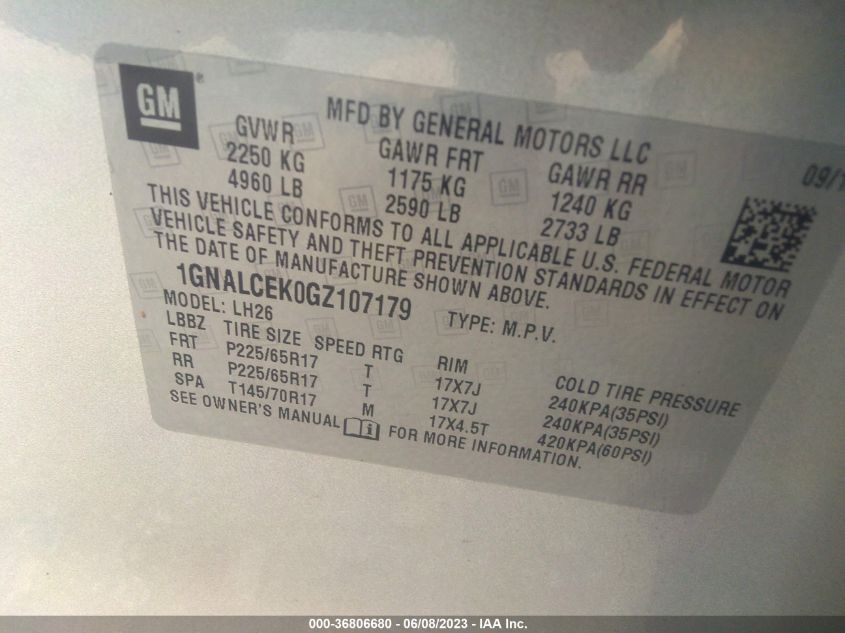 GM ®
MFD BY GENERAL MOTORS LLC
GVWR GAWR FRT GAWR RR 09/1
2250 KG 1175 KG 1240 KG
4960 LB 2590 LB 2733 LB
THIS VEHICLE CONFORMS TO ALL APPLICABLE U.S. FEDERAL MOTOR
VEHICLE SAFETY AND THEFT PREVENTION STANDARDS IN EFFECT ON
THE DATE OF MANUFACTURE SHOWN ABOVE.
1GNALCEK0GZ107179 TYPE: M.P.V.
MODEL: LH26
LBBZ TIRE SIZE SPEED RTG RIM COLD TIRE PRESSURE
FRT P225/65R17 T 17X7J 240KPA(35PSI)
RR P225/65R17 T 17X7J 240KPA(35PSI)
SPA T145/70R17 M 17X4.5T 420KPA(60PSI)
SEE OWNER'S MANUAL i FOR MORE INFORMATION.
000-36806680 - 06/08/2023 - IAA Inc.